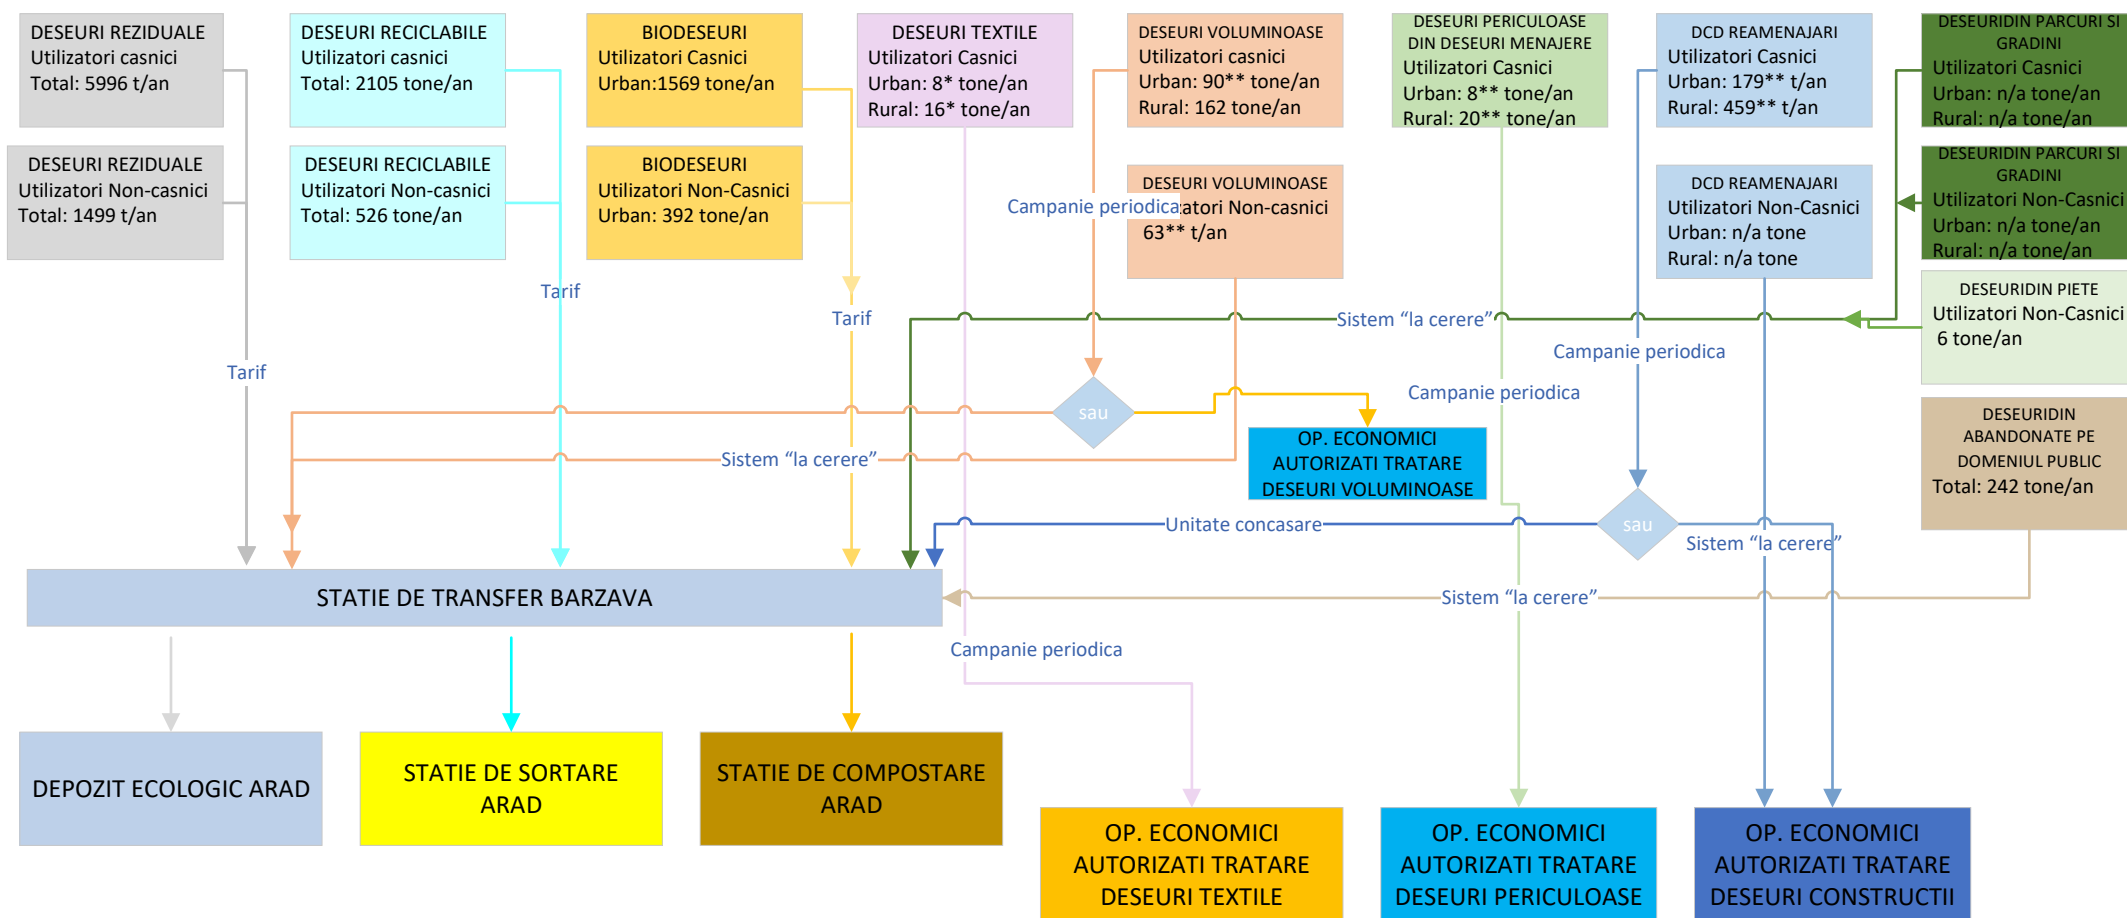 DESEURI REZIDUALE
Utilizatori casnici
Total: 5996 t/an
DESEURI RECICLABILE
Utilizatori casnici
Total: 2105 tone/an
BIODESEURI
Utilizatori Casnici
Urban:1569 tone/an
DESEURI TEXTILE
Utilizatori Casnici
Urban: 8* tone/an
Rural: 16* tone/an
DESEURI VOLUMINOASE
Utilizatori casnici
Urban: 90** tone/an
Rural: 162 tone/an
DESEURI PERICULOASE
DIN DESEURI MENAJERE
Utilizatori Casnici
Urban: 8** tone/an
Rural: 20** tone/an
DCD REAMENAJARI
Utilizatori Casnici
Urban: 179** t/an
Rural: 459** t/an
DESEURIDIN PARCURI SI
GRADINI
Utilizatori Casnici
Urban: n/a tone/an
Rural: n/a tone/an
DESEURI REZIDUALE
Utilizatori Non-casnici
Total: 1499 t/an
DESEURI RECICLABILE
Utilizatori Non-casnici
Total: 526 tone/an
BIODESEURI
Utilizatori Non-Casnici
Urban: 392 tone/an
DESEURI VOLUMINOASE
zatori Non-casnici
63** t/an
DCD REAMENAJARI
Utilizatori Non-Casnici
Urban: n/a tone
Rural: n/a tone
DESEURIDIN PARCURI SI
GRADINI
Utilizatori Non-Casnici
Urban: n/a tone/an
Rural: n/a tone/an
Campanie periodica
DESEURIDIN PIETE
Utilizatori Non-Casnici
6 tone/an
Tarif
Tarif
Tarif
Sistem “la cerere”
Campanie periodica
Campanie periodica
sau
OP. ECONOMICI
AUTORIZATI TRATARE
DESEURI VOLUMINOASE
DESEURIDIN
ABANDONATE PE
DOMENIUL PUBLIC
Total: 242 tone/an
Sistem “la cerere”
Unitate concasare
sau
Sistem “la cerere”
STATIE DE TRANSFER BARZAVA
Sistem “la cerere”
Campanie periodica
DEPOZIT ECOLOGIC ARAD
STATIE DE SORTARE
ARAD
STATIE DE COMPOSTARE
ARAD
OP. ECONOMICI
AUTORIZATI TRATARE
DESEURI TEXTILE
OP. ECONOMICI
AUTORIZATI TRATARE
DESEURI PERICULOASE
OP. ECONOMICI
AUTORIZATI TRATARE
DESEURI CONSTRUCTII